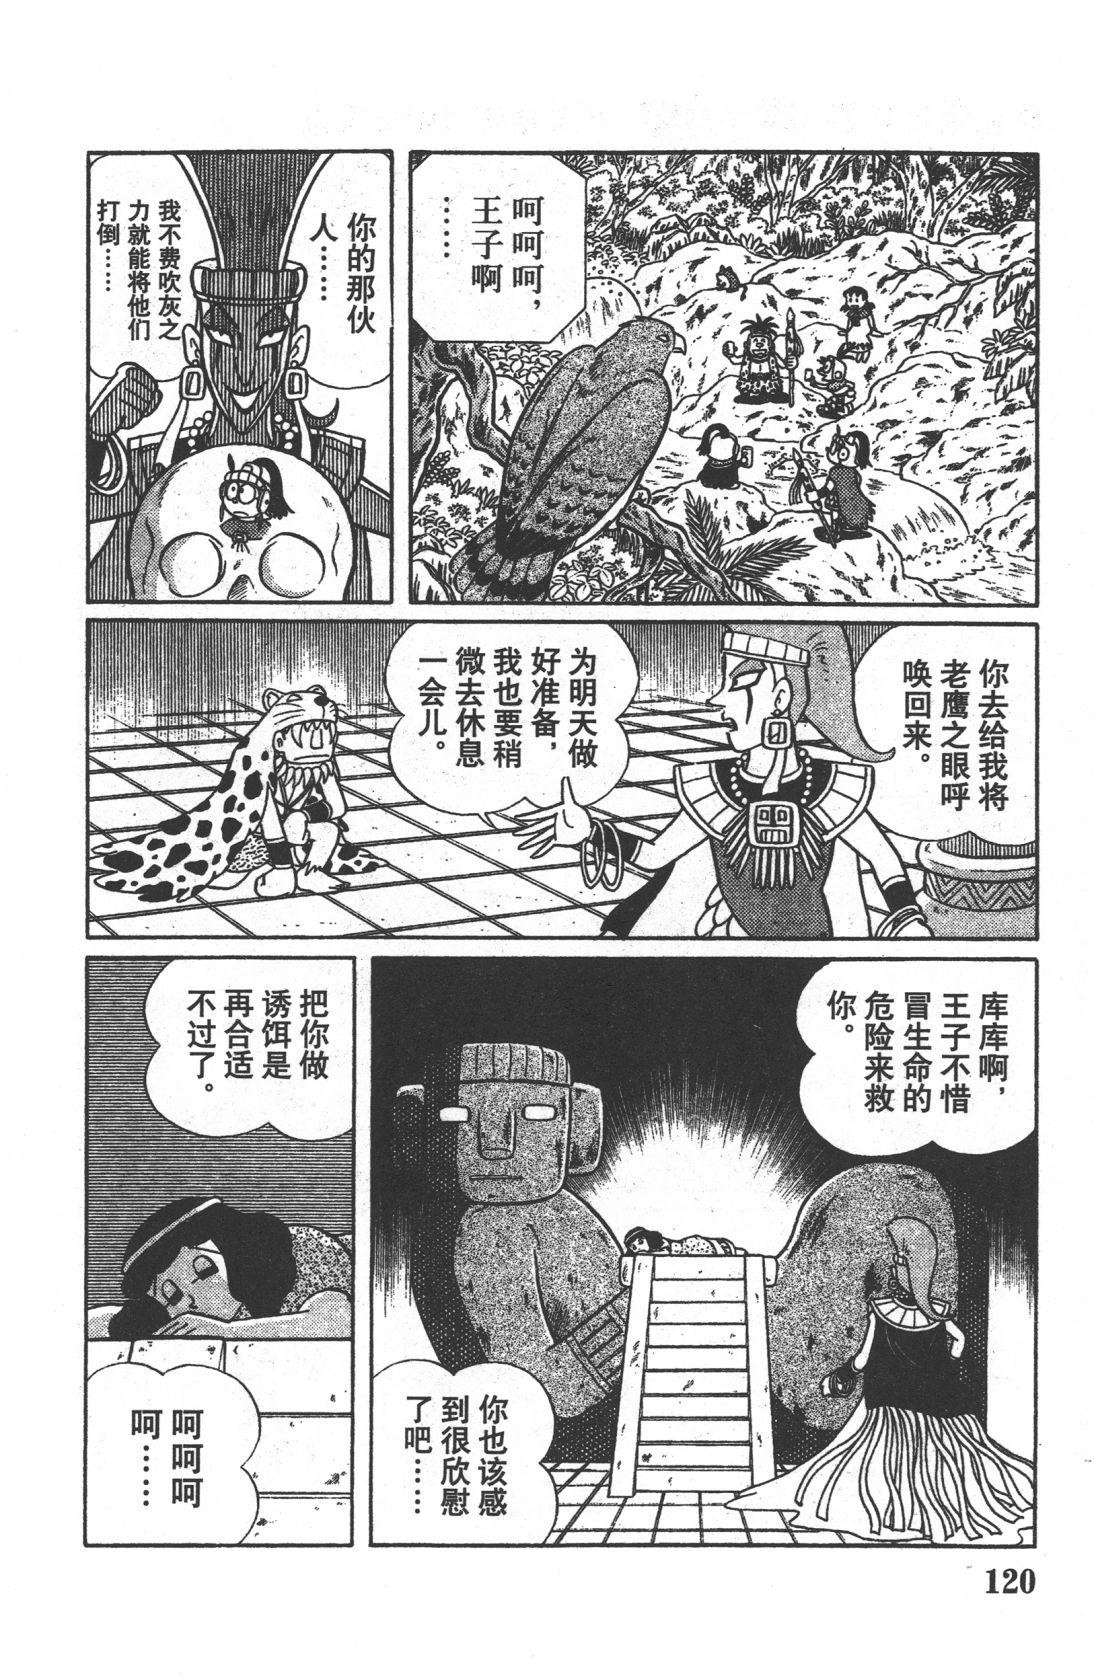 呵呵呵，
王子啊
……
你的那伙
人……
我不费吹灰之
力就能将他们
打倒……
你去给我将
老鹰之眼呼
唤回来。
为明天做
好准备，
我也要稍
微去休息
一会儿。
库库啊，
王子不惜
冒生命的
危险来救
你。
你也该感
到很欣慰
了吧……
把你做
诱饵是
再合适
不过了。
呵呵呵
呵……
120